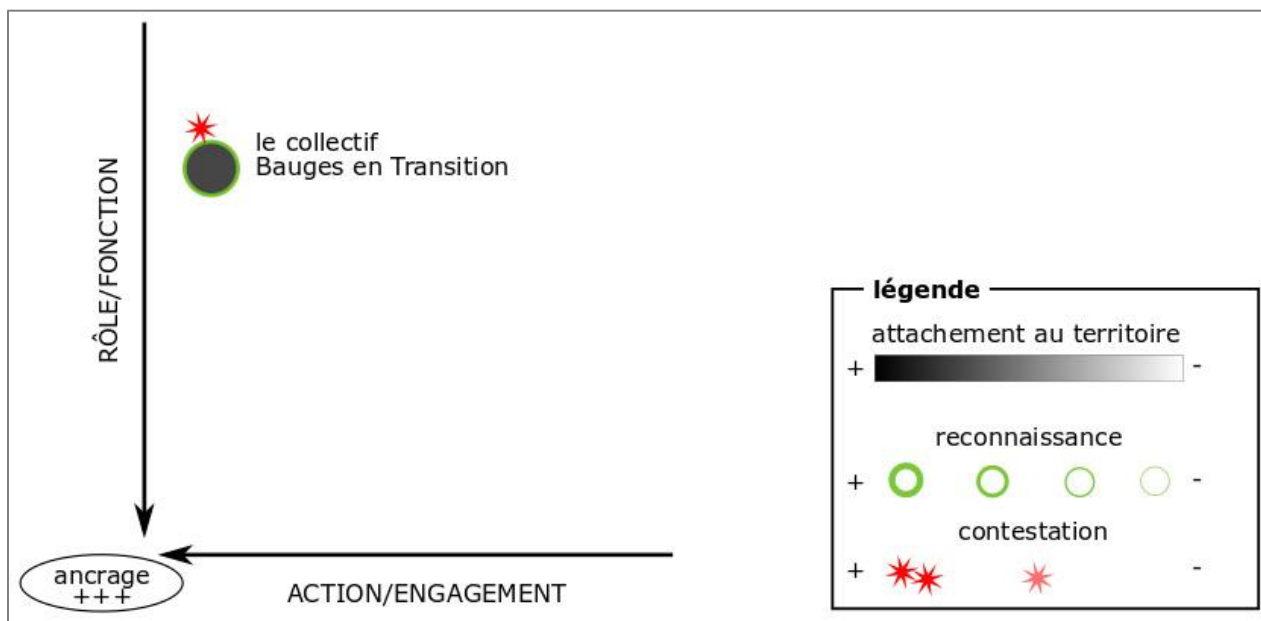 le collectif
Bauges en Transition
RÔLE/FONCTION
ancrage
+++
ACTION/ENGAGEMENT
légende
attachement au territoire
+ -
reconnaissance
+ -
contestation
+ -